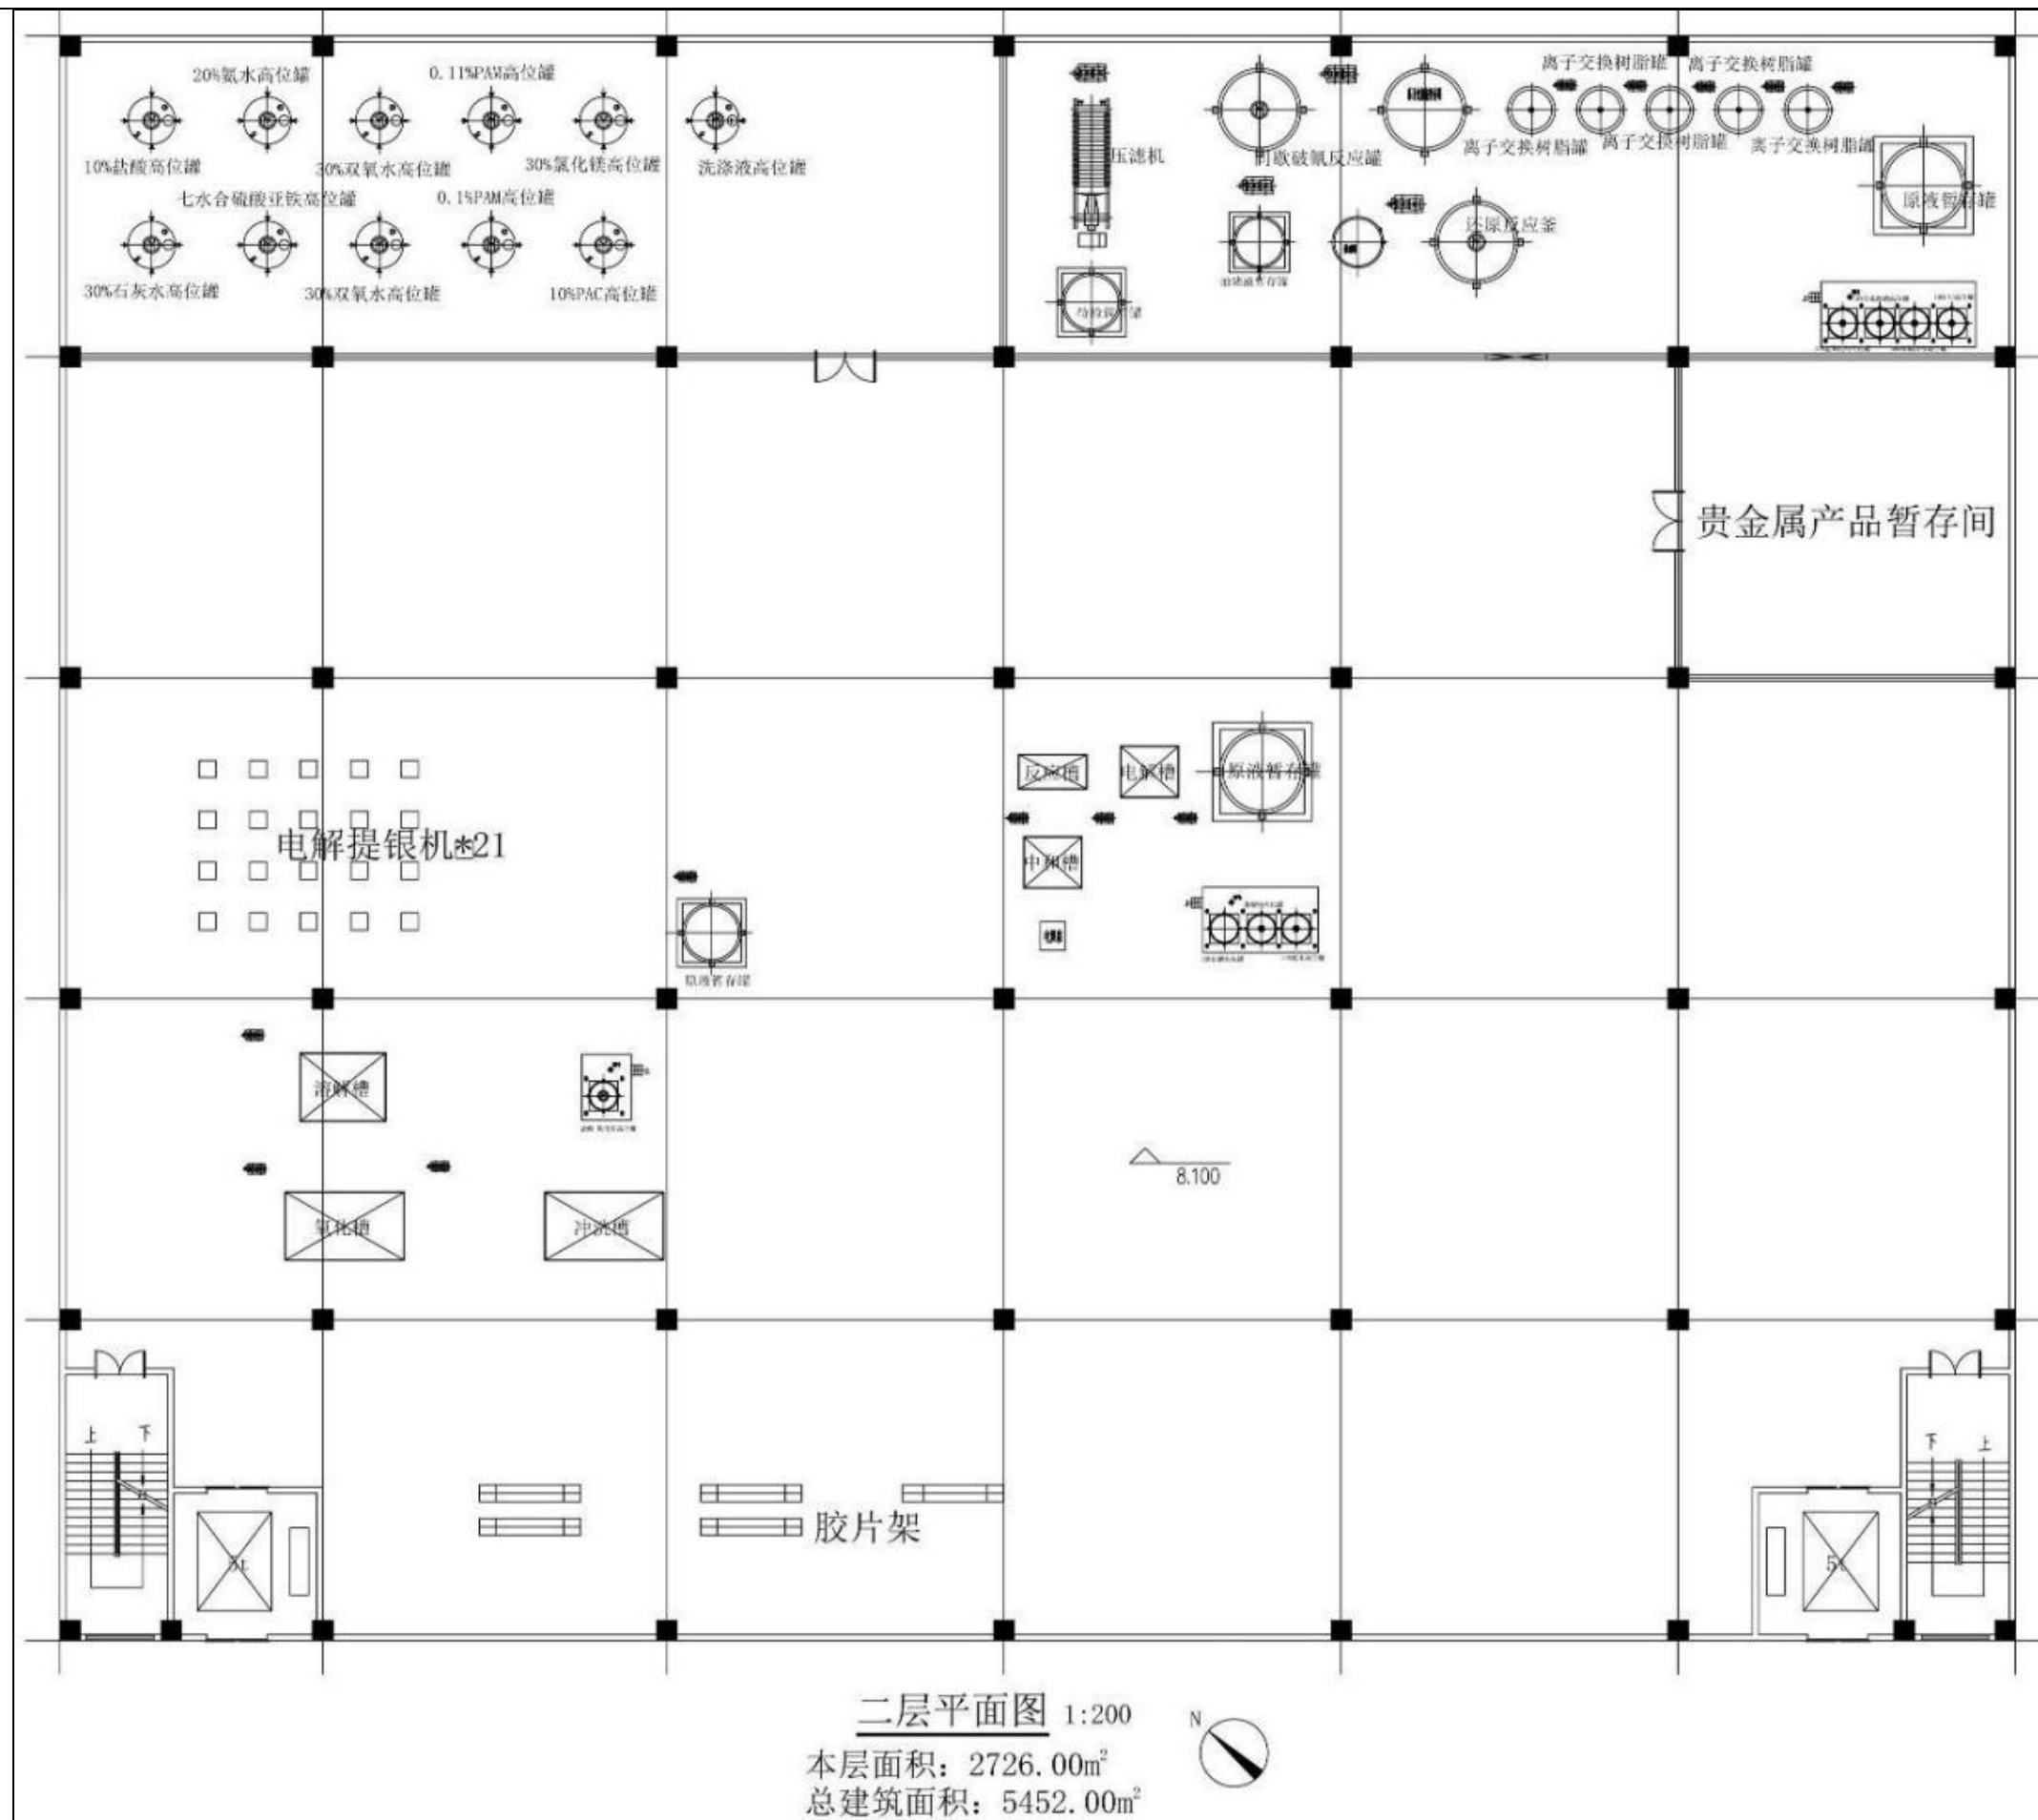 20%氨水高位罐
0.11%PAM高位罐
10%盐酸高位罐
30%双氧水高位罐
30%氯化镁高位罐
洗涤液高位罐
七水合硫酸亚铁高位罐
0.1%PAM高位罐
30%石灰水高位罐
30%双氧水高位罐
10%PAC高位罐
离子交换树脂罐
离子交换树脂罐
压滤机
间歇破氰反应罐
离子交换树脂罐
离子交换树脂罐
离子交换树脂罐
原液暂存罐
还原反应釜
贵金属产品暂存间
反应槽
电解槽
原液暂存罐
电解提银机*21
中和槽
原液暂存罐
溶解槽
氧化槽
冲洗槽
8.100
上
下
下
上
5t
5t
胶片架
二层平面图 1:200
N
本层面积：2726.00m²
总建筑面积：5452.00m²